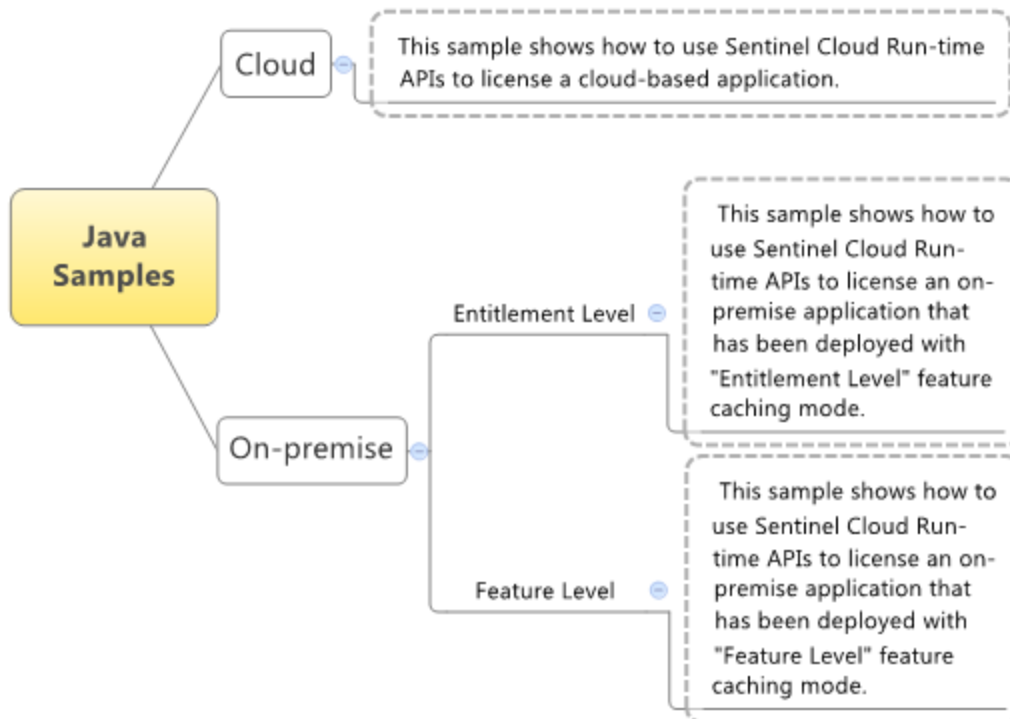 Cloud
This sample shows how to use Sentinel Cloud Run-time
APIs to license a cloud-based application.
Java
Samples
On-premise
Entitlement Level
This sample shows how to
use Sentinel Cloud Run-
time APIs to license an on-
premise application that
has been deployed with
"Entitlement Level" feature
caching mode.
Feature Level
This sample shows how to
use Sentinel Cloud Run-
time APIs to license an on-
premise application that
has been deployed with
"Feature Level" feature
caching mode.